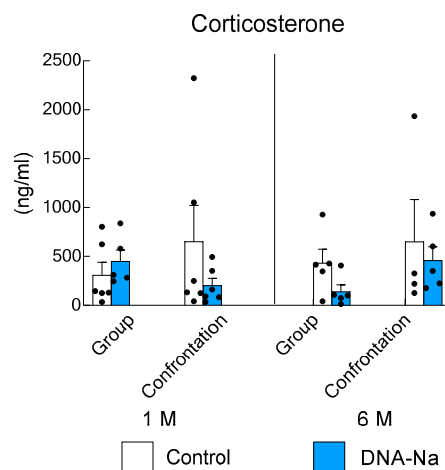 Corticosterone
(ng/ml)
2500
2000
1500
1000
500
0
Group
Confrontation
Group
Confrontation
1 M
6 M
Control
DNA-Na